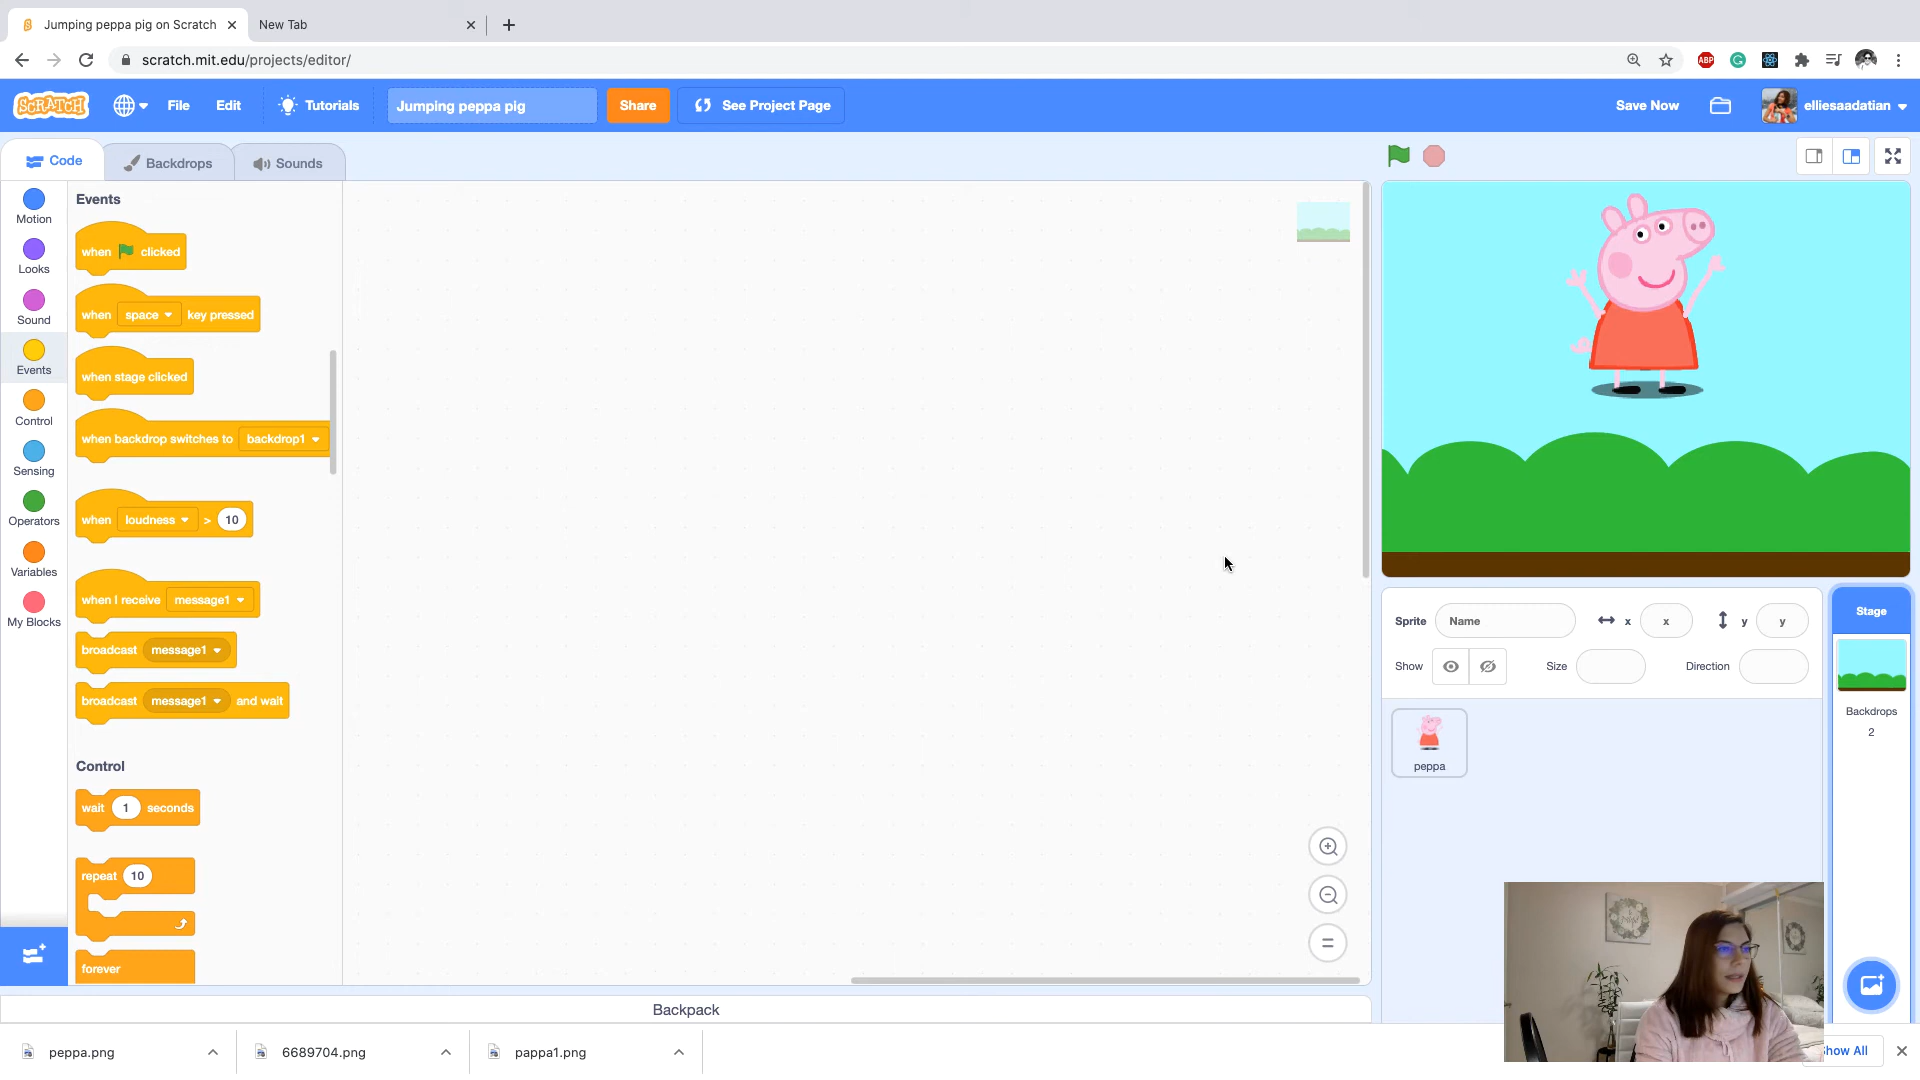 Jumping peppa pig on Scratch
New Tab
scratch.mit.edu/projects/editor/
ABP
SCRATCH
File
Edit
Tutorials
Jumping peppa pig
Share
See Project Page
Save Now
elliesaadatian
Code
Backdrops
Sounds
Motion
Looks
Sound
Events
Control
Sensing
Operators
Variables
My Blocks
Events
when clicked
when space key pressed
when stage clicked
when backdrop switches to backdrop1
when loudness > 10
when I receive message1
broadcast message1
broadcast message1 and wait
Control
wait 1 seconds
repeat 10
forever
Sprite
Name
x
x
y
y
Show
Size
Direction
peppa
Stage
Backdrops
2
Backpack
peppa.png
6689704.png
pappa1.png
how All